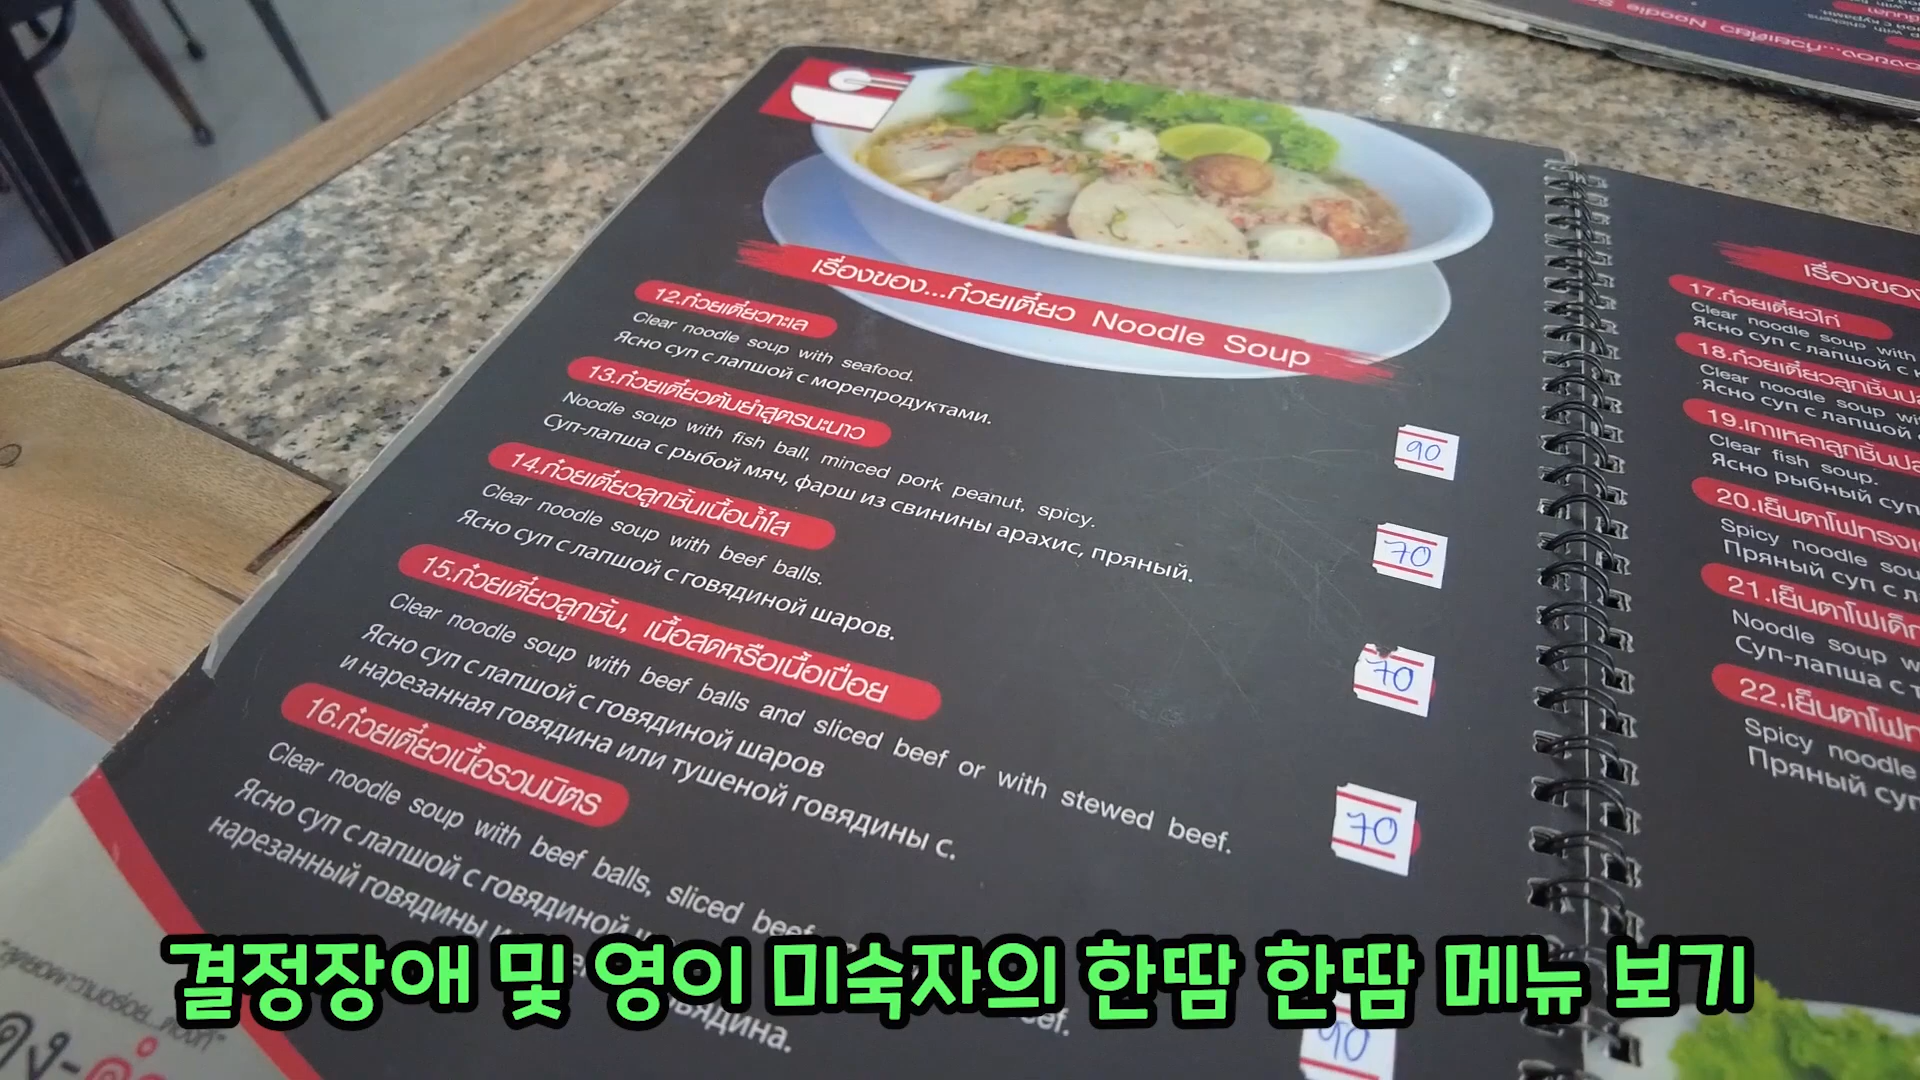 เรื่องของ...ก๋วยเตี๋ยว Noodle Soup
12.ก๋วยเตี๋ยวทะเล
Clear noodle soup with seafood.
Ясно суп с лапшой с морепродуктами.
90
13.ก๋วยเตี๋ยวต้มยำสูตรมะนาว
Noodle soup with fish ball, minced pork peanut, spicy.
Суп-лапша с рыбой мяч, фарш из свинины арахис, пряный.
70
14.ก๋วยเตี๋ยวลูกชิ้นเนื้อน้ำใส
Clear noodle soup with beef balls.
Ясно суп с лапшой с говядиной шаров.
70
15.ก๋วยเตี๋ยวลูกชิ้น, เนื้อสดหรือเนื้อเปื่อย
Clear noodle soup with beef balls and sliced beef or with stewed beef.
Ясно суп с лапшой с говядиной шаров
и нарезанная говядина или тушеной говядины с.
70
16.ก๋วยเตี๋ยวเนื้อรวมมิตร
Clear noodle soup with beef balls, sliced beef
Ясно суп с лапшой с говядиной
нарезанный говядины
90
เรื่องของ
17.ก๋วยเตี๋ยวไก่
Clear noodle soup with
Ясно суп с лапшой с
18.ก๋วยเตี๋ยวลูกชิ้น
Clear noodle soup
Ясно суп с лапшой
19.เกาเหลาลูกชิ้น
Clear fish soup.
Ясно рыбный суп
20.เย็นตาโฟ
Spicy noodle
Пряный суп с
21.เย็นตาโฟ
Noodle soup
Суп-лапша с
22.เย็นตาโฟ
Spicy noodle
Пряный суп
결정장애 및 영이 미숙자의 한땀 한땀 메뉴 보기